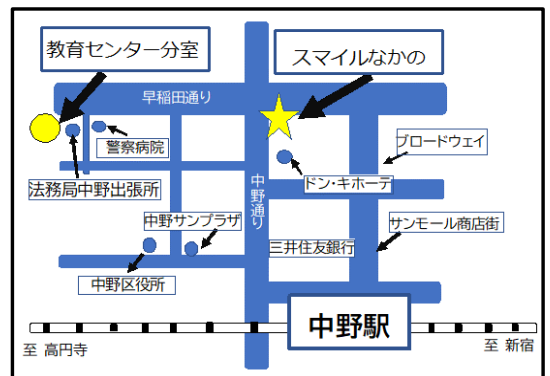 教育センター分室
スマイルなかの
早稲田通り
警察病院
ブロードウェイ
法務局中野出張所
ドン・キホーテ
中野通り
中野サンプラザ
サンモール商店街
三井住友銀行
中野区役所
中野駅
至 高円寺
至 新宿